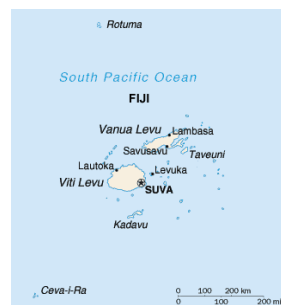 Rotuma
South Pacific Ocean
FIJI
Vanua Levu
Lambasa
Savusavu
Taveuni
Lautoka
Levuka
Viti Levu
SUVA
Kadavu
Ceva-i-Ra
0 100 200 km
0 100 200 mi